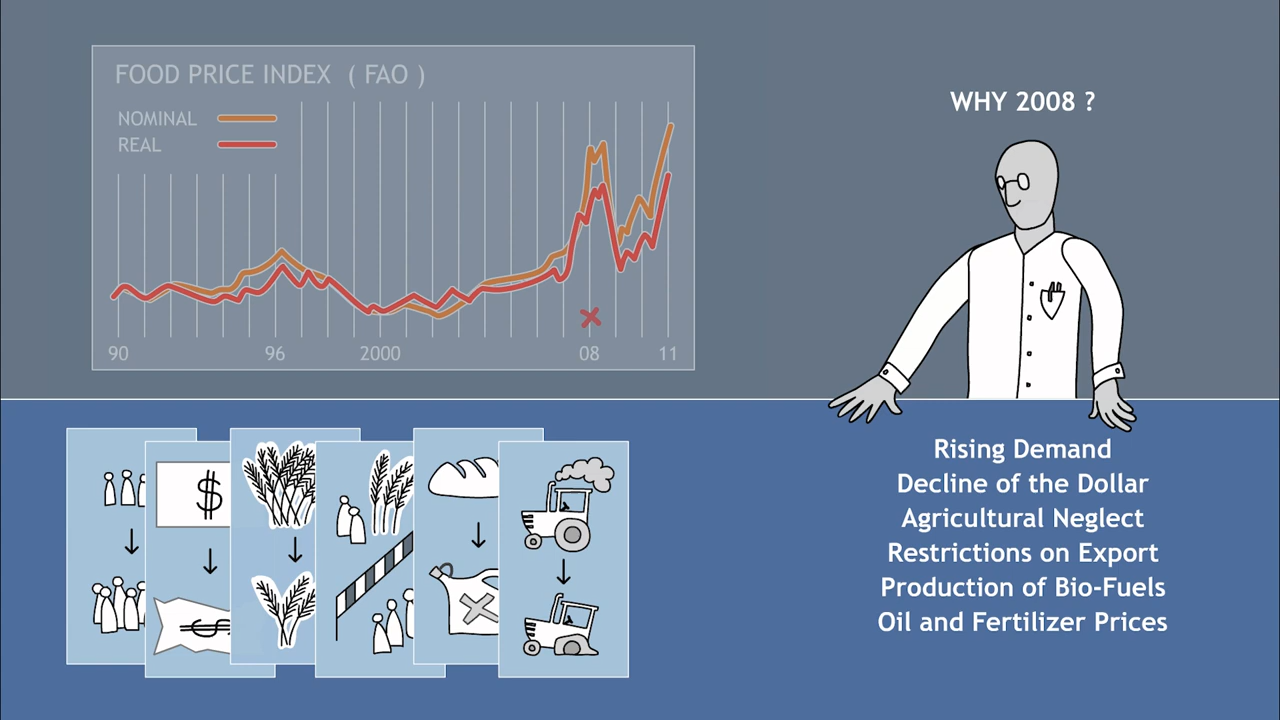 FOOD PRICE INDEX ( FAO )
NOMINAL
REAL
90 96 2000 08 11
WHY 2008 ?
$
$
Rising Demand
Decline of the Dollar
Agricultural Neglect
Restrictions on Export
Production of Bio-Fuels
Oil and Fertilizer Prices